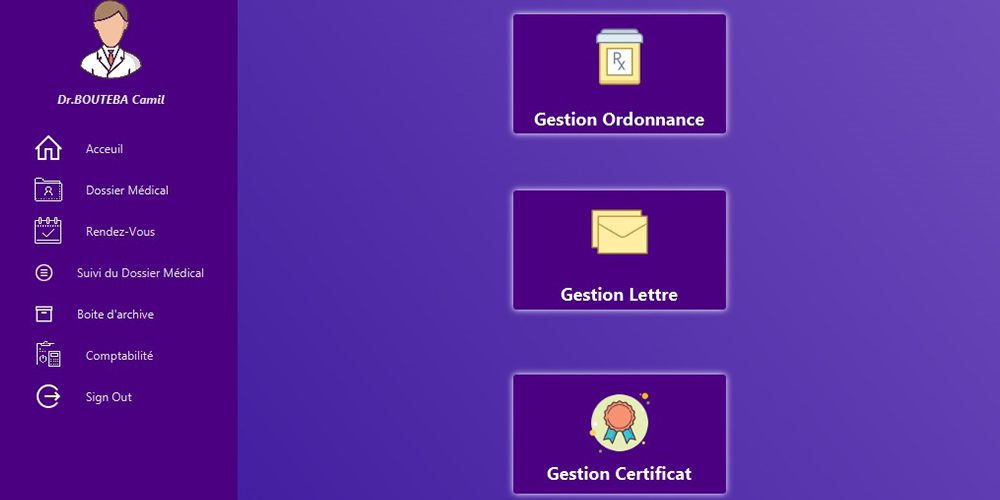 Dr.BOUTEBA Camil
Acceuil
Dossier Médical
Rendez-Vous
Suivi du Dossier Médical
Boite d'archive
Comptabilité
Sign Out
Rx
Gestion Ordonnance
Gestion Lettre
Gestion Certificat